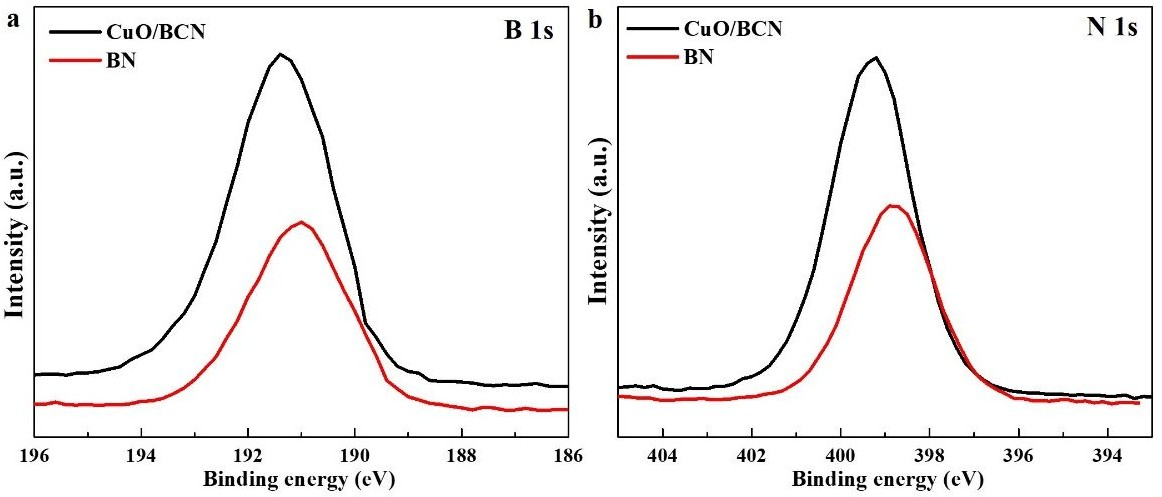 a
CuO/BCN
BN
B 1s
Intensity (a.u.)
196 194 192 190 188 186
Binding energy (eV)
b
CuO/BCN
BN
N 1s
Intensity (a.u.)
404 402 400 398 396 394
Binding energy (eV)